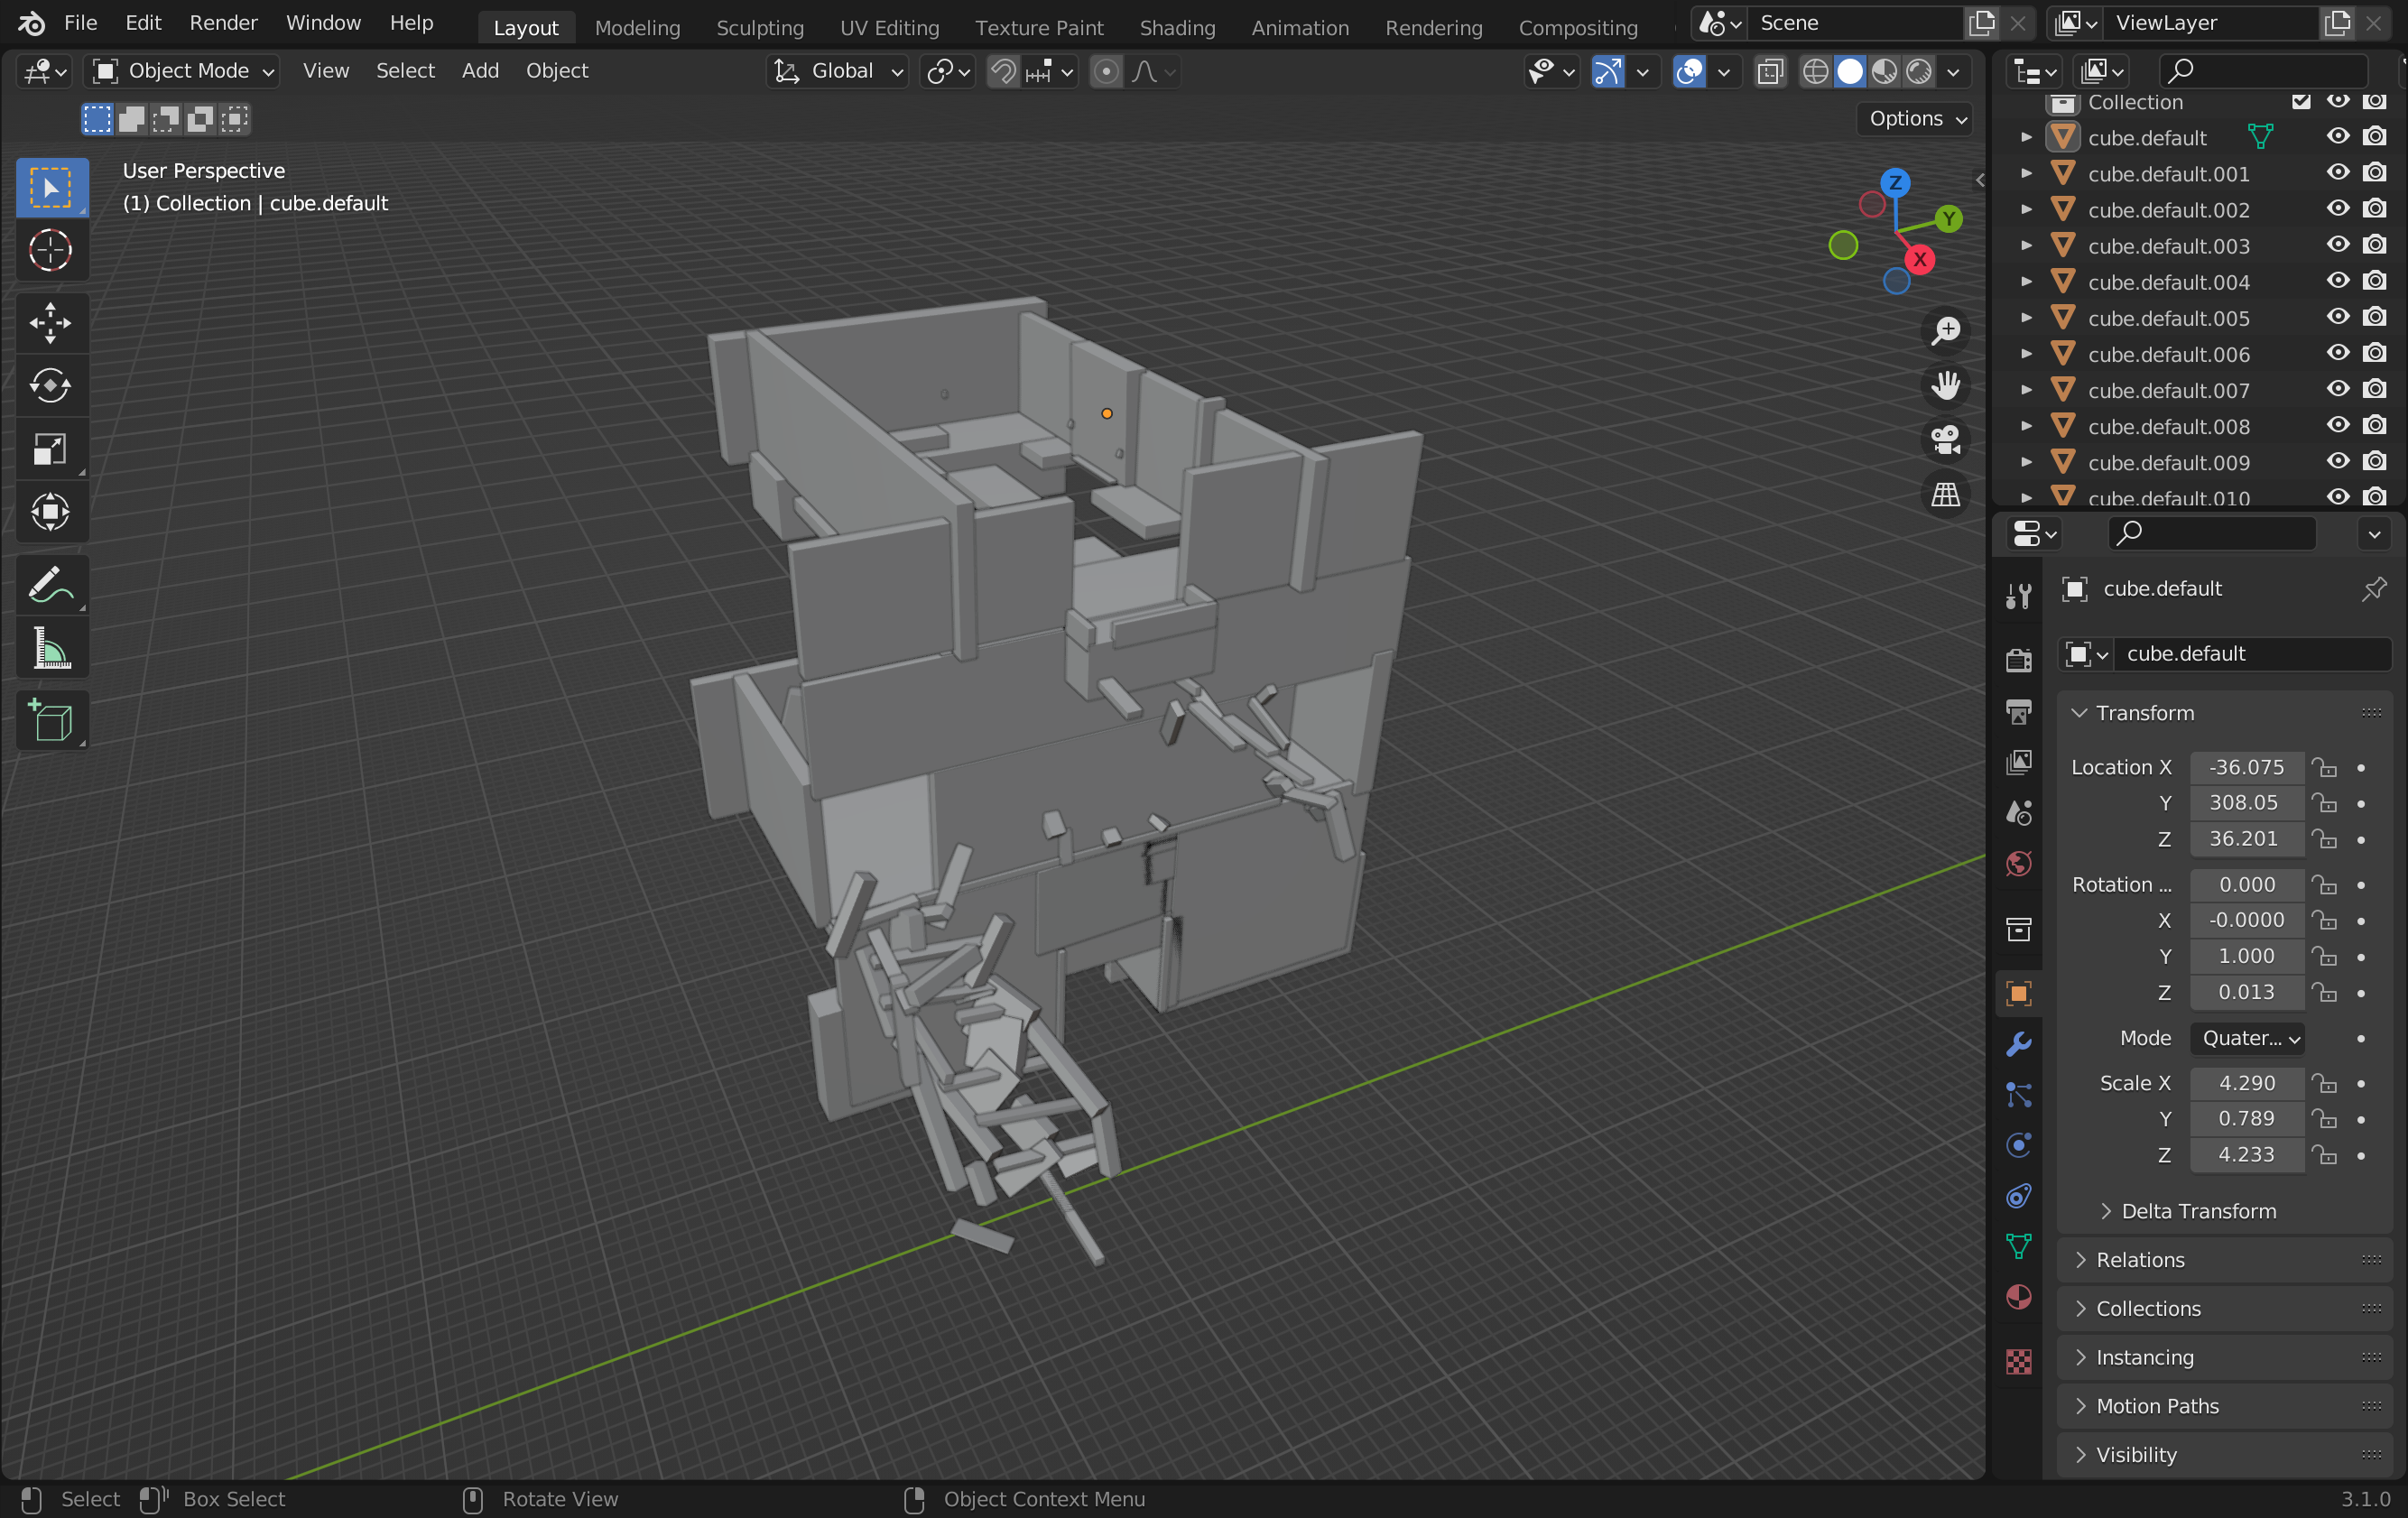 File Edit Render Window Help
Layout Modeling Sculpting UV Editing Texture Paint Shading Animation Rendering Compositing
Scene
ViewLayer
Object Mode View Select Add Object
Global
Options
User Perspective
(1) Collection | cube.default
Z
Y
X
Collection
cube.default
cube.default.001
cube.default.002
cube.default.003
cube.default.004
cube.default.005
cube.default.006
cube.default.007
cube.default.008
cube.default.009
cube.default.010
cube.default
cube.default
Transform
Location X -36.075
Y 308.05
Z 36.201
Rotation ... 0.000
X -0.0000
Y 1.000
Z 0.013
Mode Quater...
Scale X 4.290
Y 0.789
Z 4.233
Delta Transform
Relations
Collections
Instancing
Motion Paths
Visibility
Select Box Select Rotate View Object Context Menu 3.1.0